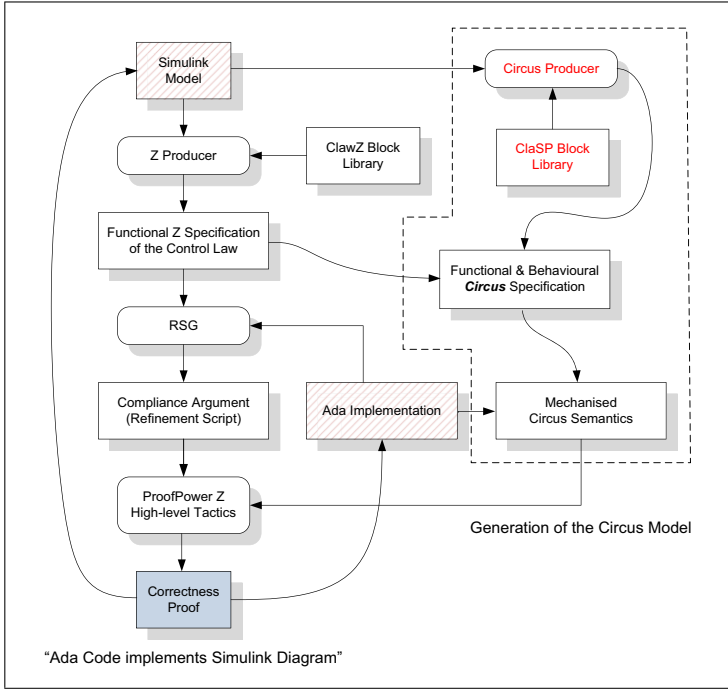 Simulink
Model
Circus Producer
Z Producer
ClawZ Block
Library
ClaSP Block
Library
Functional Z Specification
of the Control Law
Functional & Behavioural
Circus Specification
RSG
Compliance Argument
(Refinement Script)
Ada Implementation
Mechanised
Circus Semantics
ProofPower Z
High-level Tactics
Generation of the Circus Model
Correctness
Proof
“Ada Code implements Simulink Diagram”